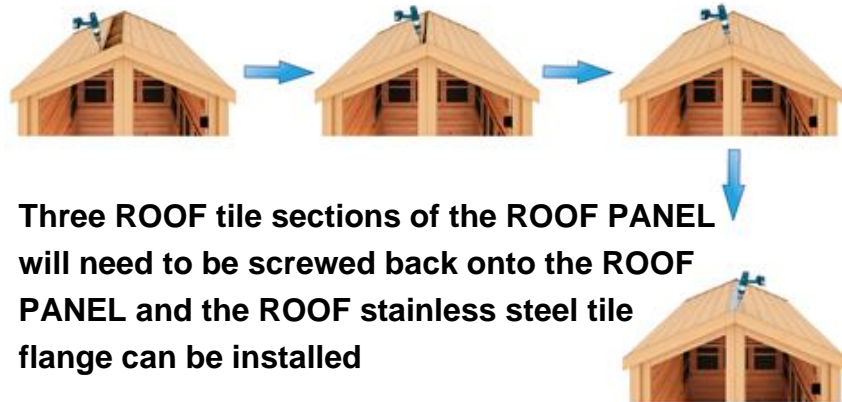 Three ROOF tile sections of the ROOF PANEL
will need to be screwed back onto the ROOF
PANEL and the ROOF stainless steel tile
flange can be installed